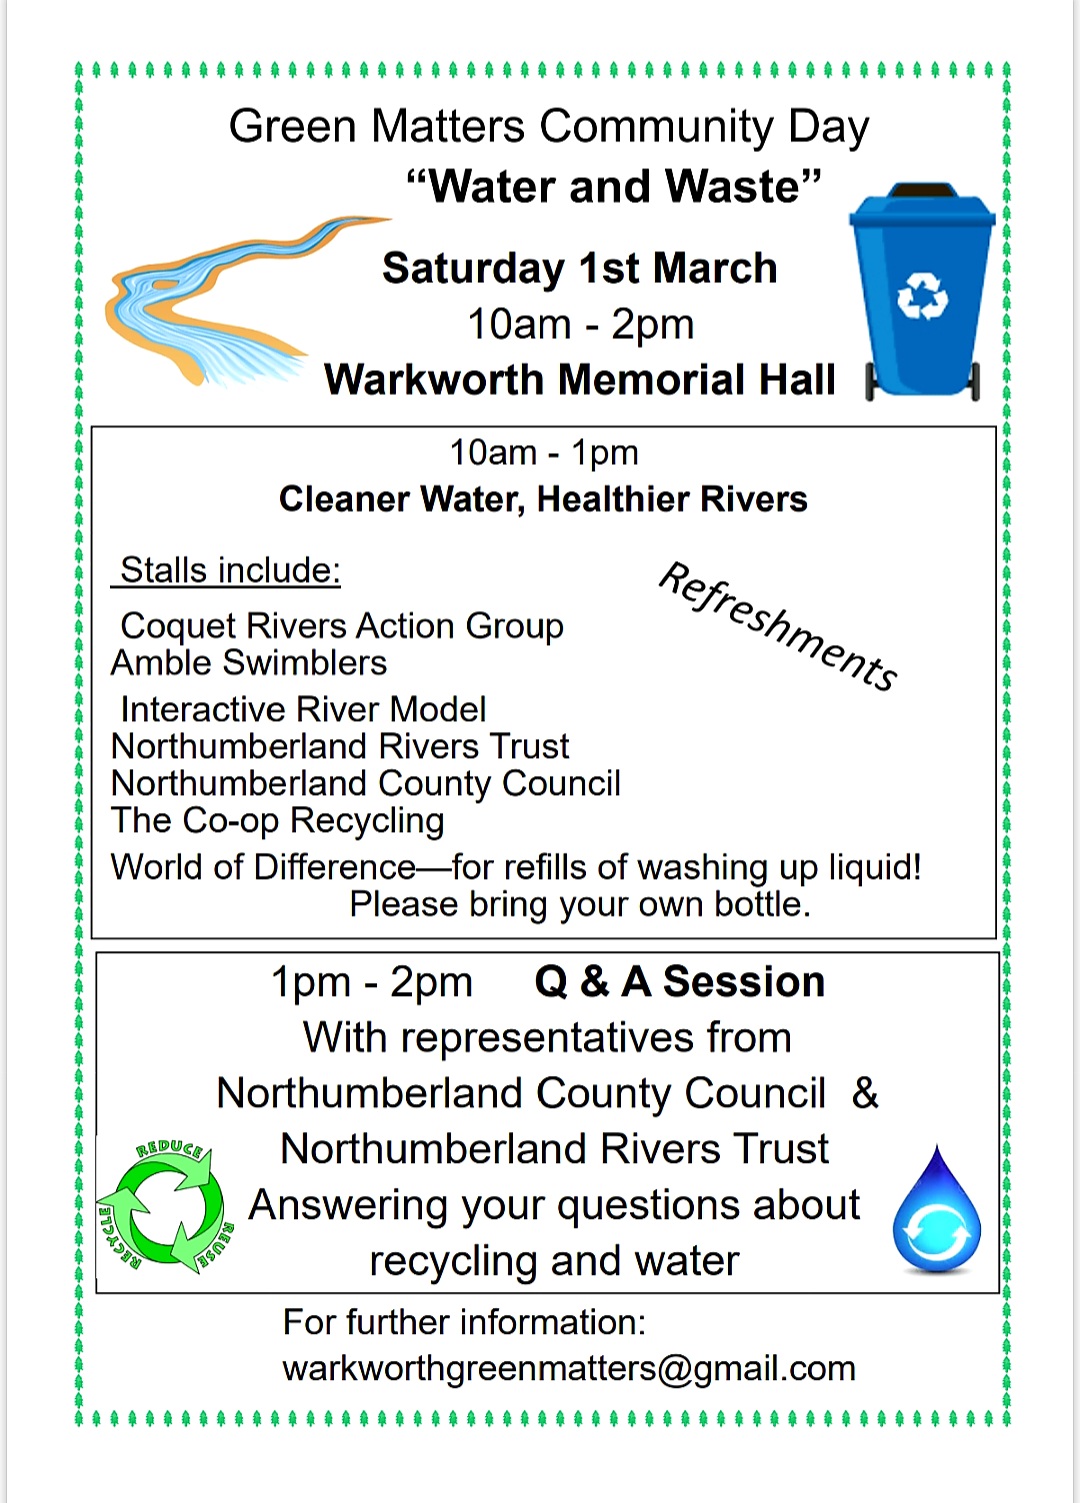 Green Matters Community Day
“Water and Waste”
Saturday 1st March
10am - 2pm
Warkworth Memorial Hall
10am - 1pm
Cleaner Water, Healthier Rivers
Stalls include:
Refreshments
Coquet Rivers Action Group
Amble Swimblers
Interactive River Model
Northumberland Rivers Trust
Northumberland County Council
The Co-op Recycling
World of Difference—for refills of washing up liquid!
Please bring your own bottle.
1pm - 2pm Q & A Session
With representatives from
Northumberland County Council &
Northumberland Rivers Trust
Answering your questions about
recycling and water
REDUCE
REUSE
RECYCLE
For further information:
warkworthgreenmatters@gmail.com